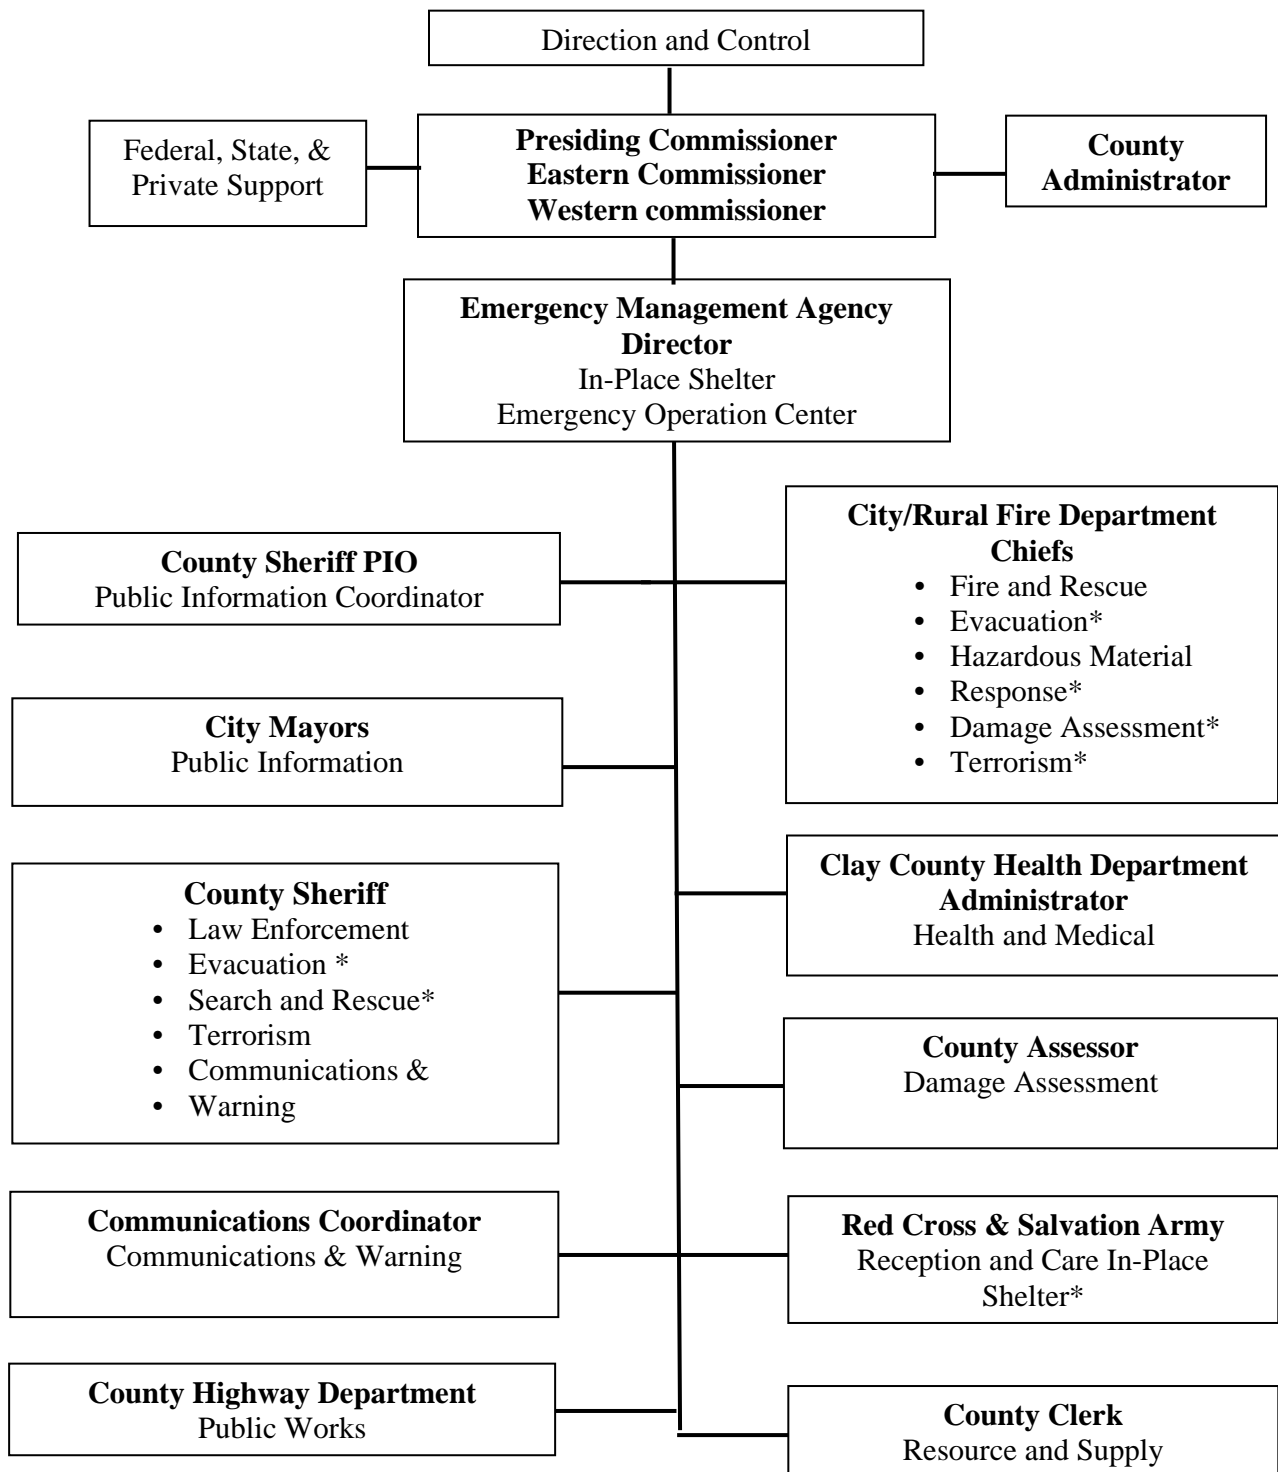 Direction and Control
Federal, State, &
Private Support
Presiding Commissioner
Eastern Commissioner
Western commissioner
County
Administrator
Emergency Management Agency
Director
In-Place Shelter
Emergency Operation Center
County Sheriff PIO
Public Information Coordinator
City/Rural Fire Department
Chiefs
• Fire and Rescue
• Evacuation*
• Hazardous Material
• Response*
• Damage Assessment*
• Terrorism*
City Mayors
Public Information
Clay County Health Department
Administrator
Health and Medical
County Sheriff
• Law Enforcement
• Evacuation *
• Search and Rescue*
• Terrorism
• Communications &
• Warning
County Assessor
Damage Assessment
Communications Coordinator
Communications & Warning
Red Cross & Salvation Army
Reception and Care In-Place
Shelter*
County Highway Department
Public Works
County Clerk
Resource and Supply